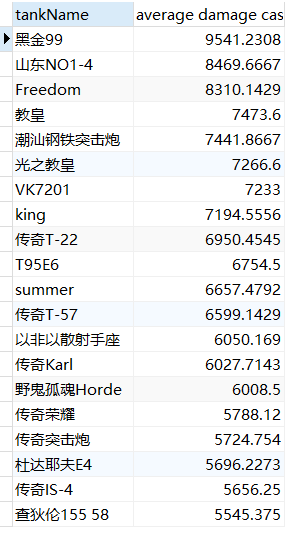 tankName average damage cas
黑金99 9541.2308
山东NO1-4 8469.6667
Freedom 8310.1429
教皇 7473.6
潮汕钢铁突击炮 7441.8667
光之教皇 7266.6
VK7201 7233
king 7194.5556
传奇T-22 6950.4545
T95E6 6754.5
summer 6657.4792
传奇T-57 6599.1429
以非以散射手座 6050.169
传奇Karl 6027.7143
野鬼孤魂Horde 6008.5
传奇荣耀 5788.12
传奇突击炮 5724.754
杜达耶夫E4 5696.2273
传奇IS-4 5656.25
查狄伦155 58 5545.375